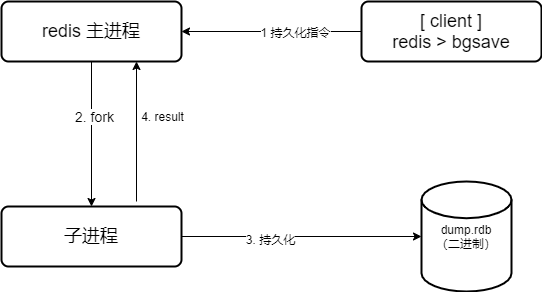 redis 主进程
1 持久化指令
[ client ]
redis > bgsave
2. fork
4. result
子进程
3. 持久化
dump.rdb
（二进制）